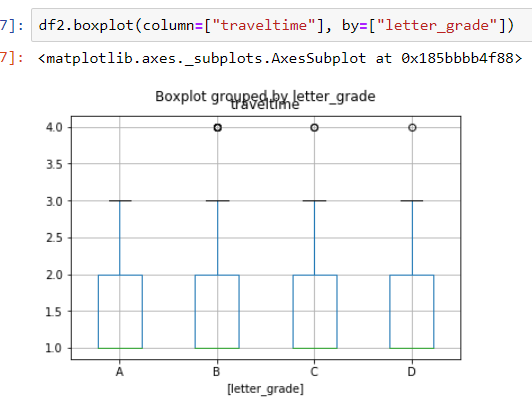 7]: df2.boxplot(column=["traveltime"], by=["letter_grade"])
7]: <matplotlib.axes._subplots.AxesSubplot at 0x185bbbb4f88>
Boxplot grouped by letter_grade
traveltime
4.0
3.5
3.0
2.5
2.0
1.5
1.0
A B C D
[letter_grade]